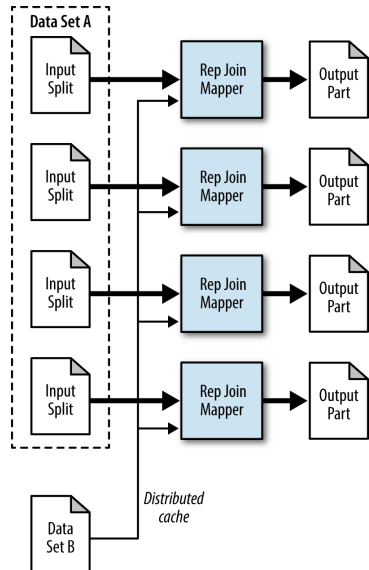 Data Set A
Input
Split
Rep Join
Mapper
Output
Part
Input
Split
Rep Join
Mapper
Output
Part
Input
Split
Rep Join
Mapper
Output
Part
Input
Split
Rep Join
Mapper
Output
Part
Distributed
cache
Data
Set B